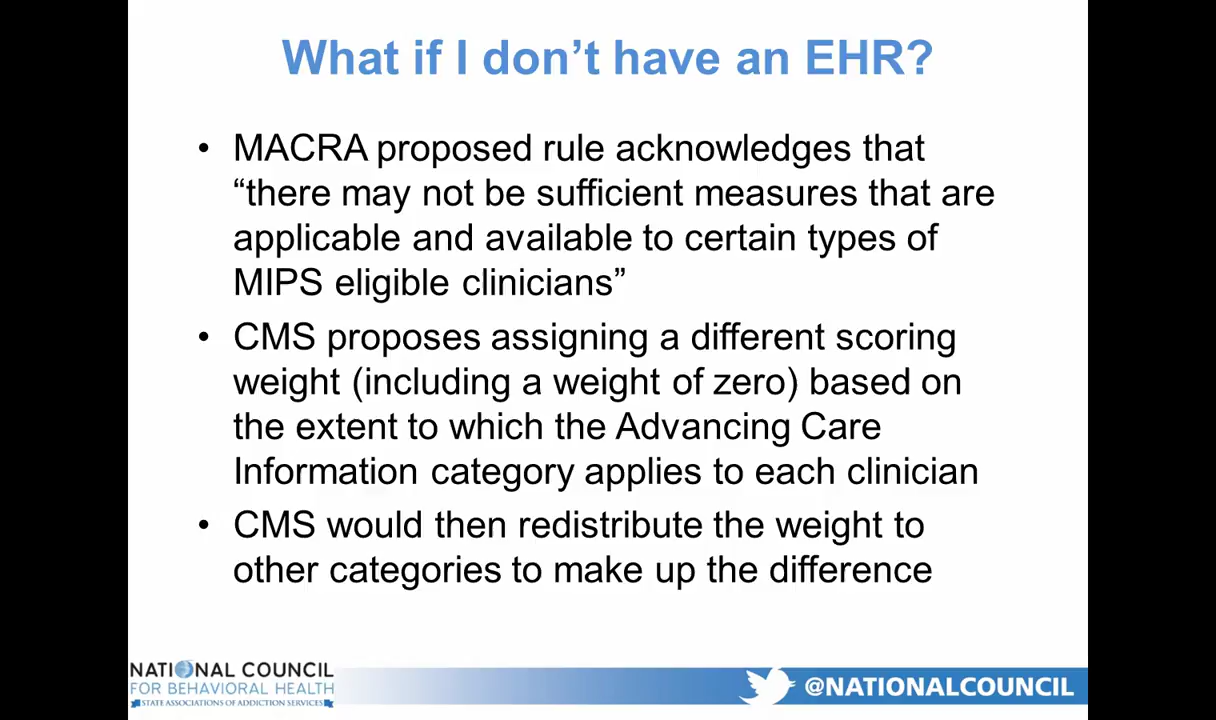 What if I don’t have an EHR?
• MACRA proposed rule acknowledges that
“there may not be sufficient measures that are
applicable and available to certain types of
MIPS eligible clinicians”
• CMS proposes assigning a different scoring
weight (including a weight of zero) based on
the extent to which the Advancing Care
Information category applies to each clinician
• CMS would then redistribute the weight to
other categories to make up the difference
NATIONAL COUNCIL
FOR BEHAVIORAL HEALTH
STATE ASSOCIATIONS OF ADDICTION SERVICES
@NATIONALCOUNCIL